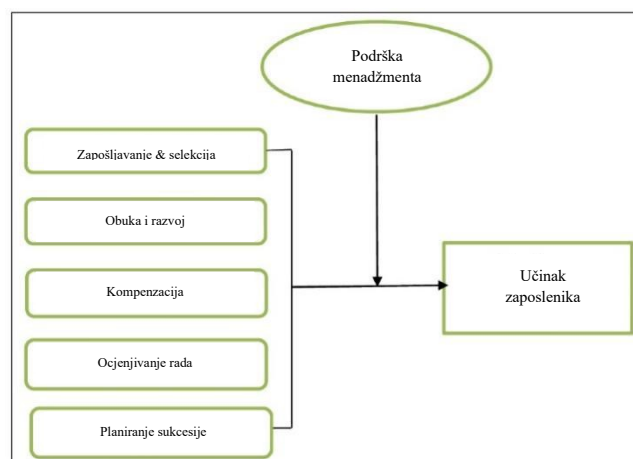 Podrška
menadžmenta
Zapošljavanje & selekcija
Obuka i razvoj
Kompenzacija
Učinak
zaposlenika
Ocjenjivanje rada
Planiranje sukcesije